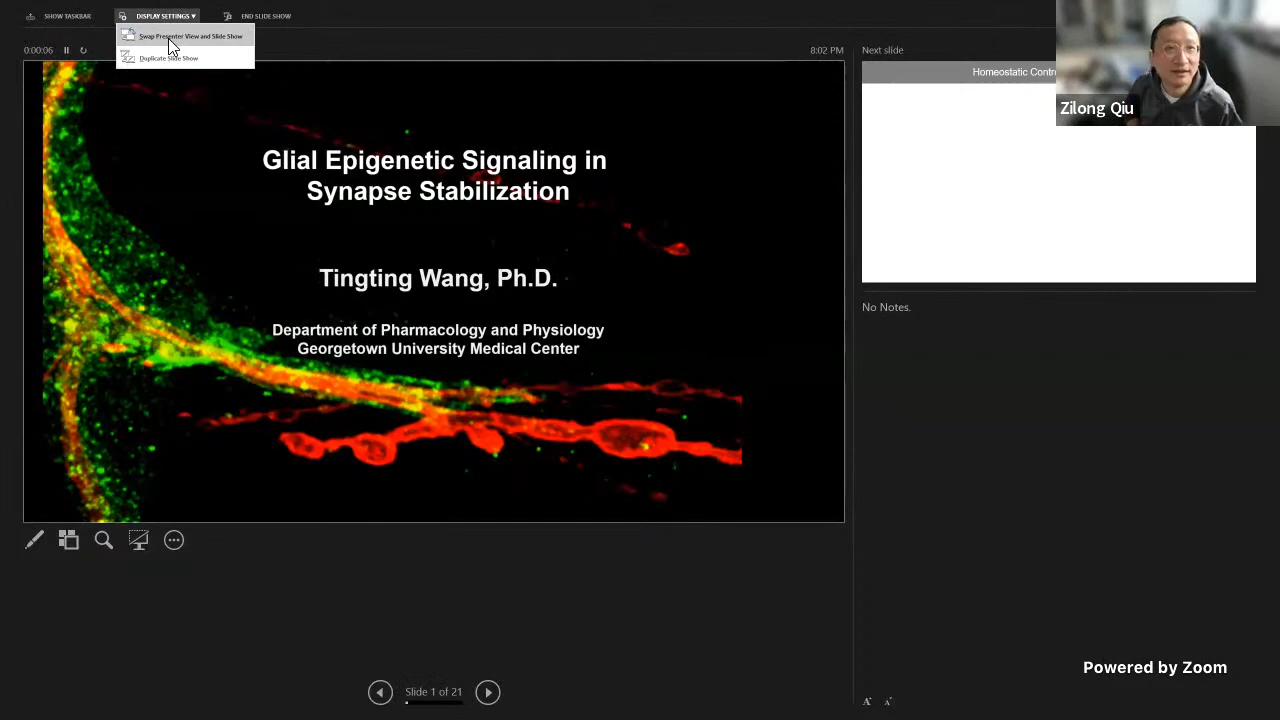 SHOW TASKBAR
DISPLAY SETTINGS ▾
END SLIDE SHOW
Swap Presenter View and Slide Show
Duplicate Slide Show
0:00:06
8:02 PM
Next slide
Homeostatic Contr
Zilong Qiu
Glial Epigenetic Signaling in
Synapse Stabilization
Tingting Wang, Ph.D.
Department of Pharmacology and Physiology
Georgetown University Medical Center
No Notes.
Powered by Zoom
Slide 1 of 21
A A